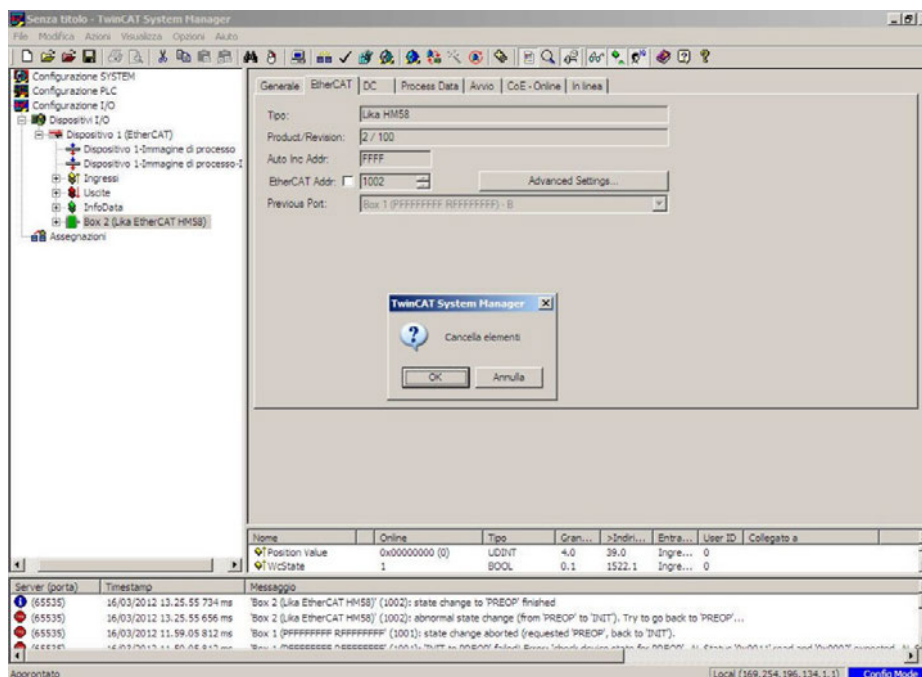 Senza titolo - TwinCAT System Manager
File Modifica Azioni Visualizza Opzioni Aiuto
Configurazione SYSTEM
Configurazione PLC
Configurazione I/O
Dispositivi I/O
Dispositivo 1 (EtherCAT)
Dispositivo 1-Immagine di processo
Dispositivo 1-Immagine di processo-I
Ingressi
Uscite
InfoData
Box 2 (Lika EtherCAT HM58)
Assegnazioni
Generale EtherCAT DC Process Data Avvio CoE - Online In linea
Tipo: Lika HM58
Product/Revision: 2 / 100
Auto Inc Addr: FFFF
EtherCAT Addr: 1002 Advanced Settings...
Previous Port: Box 1 (PFFFFFFFF RFFFFFFFF) - B
TwinCAT System Manager
Cancella elementi
OK Annulla
Nome Online Tipo Gran... >Indiri... Entra... User ID Collegato a
Position Value 0x00000000 (0) UDINT 4.0 39.0 Ingre... 0
WcState 1 BOOL 0.1 1522.1 Ingre... 0
Server (porta) Timestamp Messaggio
(65535) 16/03/2012 13.25.55 734 ms 'Box 2 (Lika EtherCAT HM58)' (1002): state change to 'PREOP' finished
(65535) 16/03/2012 13.25.55 656 ms 'Box 2 (Lika EtherCAT HM58)' (1002): abnormal state change (from 'PREOP' to 'INIT'). Try to go back to 'PREOP'...
(65535) 16/03/2012 11.59.05 812 ms 'Box 1 (PFFFFFFFF RFFFFFFFF)' (1001): state change aborted (requested 'PREOP', back to 'INIT').
Approntato Local (169.254.196.134.1.1) Config Mode